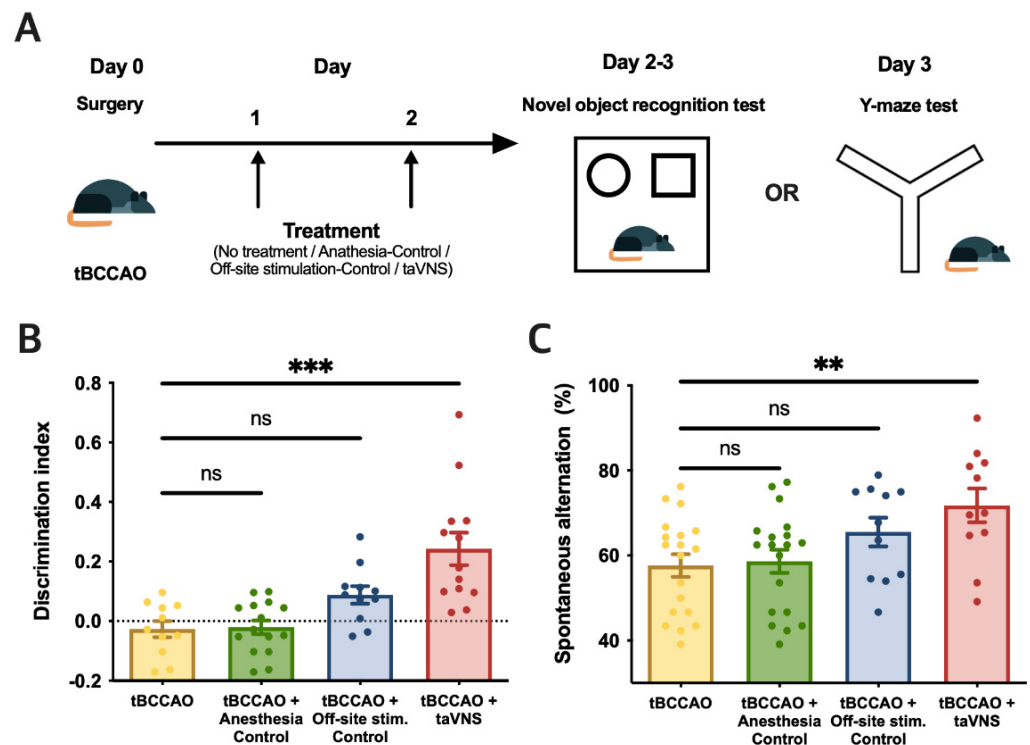 A
Day 0
Surgery
tBCCAO
Day
1
2
Treatment
(No treatment / Anathesia-Control /
Off-site stimulation-Control / taVNS)
Day 2-3
Novel object recognition test
OR
Day 3
Y-maze test
B
Discrimination index
0.8
0.6
0.4
0.2
0.0
-0.2
***
ns
ns
tBCCAO
tBCCAO +
Anesthesia
Control
tBCCAO +
Off-site stim.
Control
tBCCAO +
taVNS
C
Spontaneous alternation (%)
100
80
60
40
**
ns
ns
tBCCAO
tBCCAO +
Anesthesia
Control
tBCCAO +
Off-site stim.
Control
tBCCAO +
taVNS